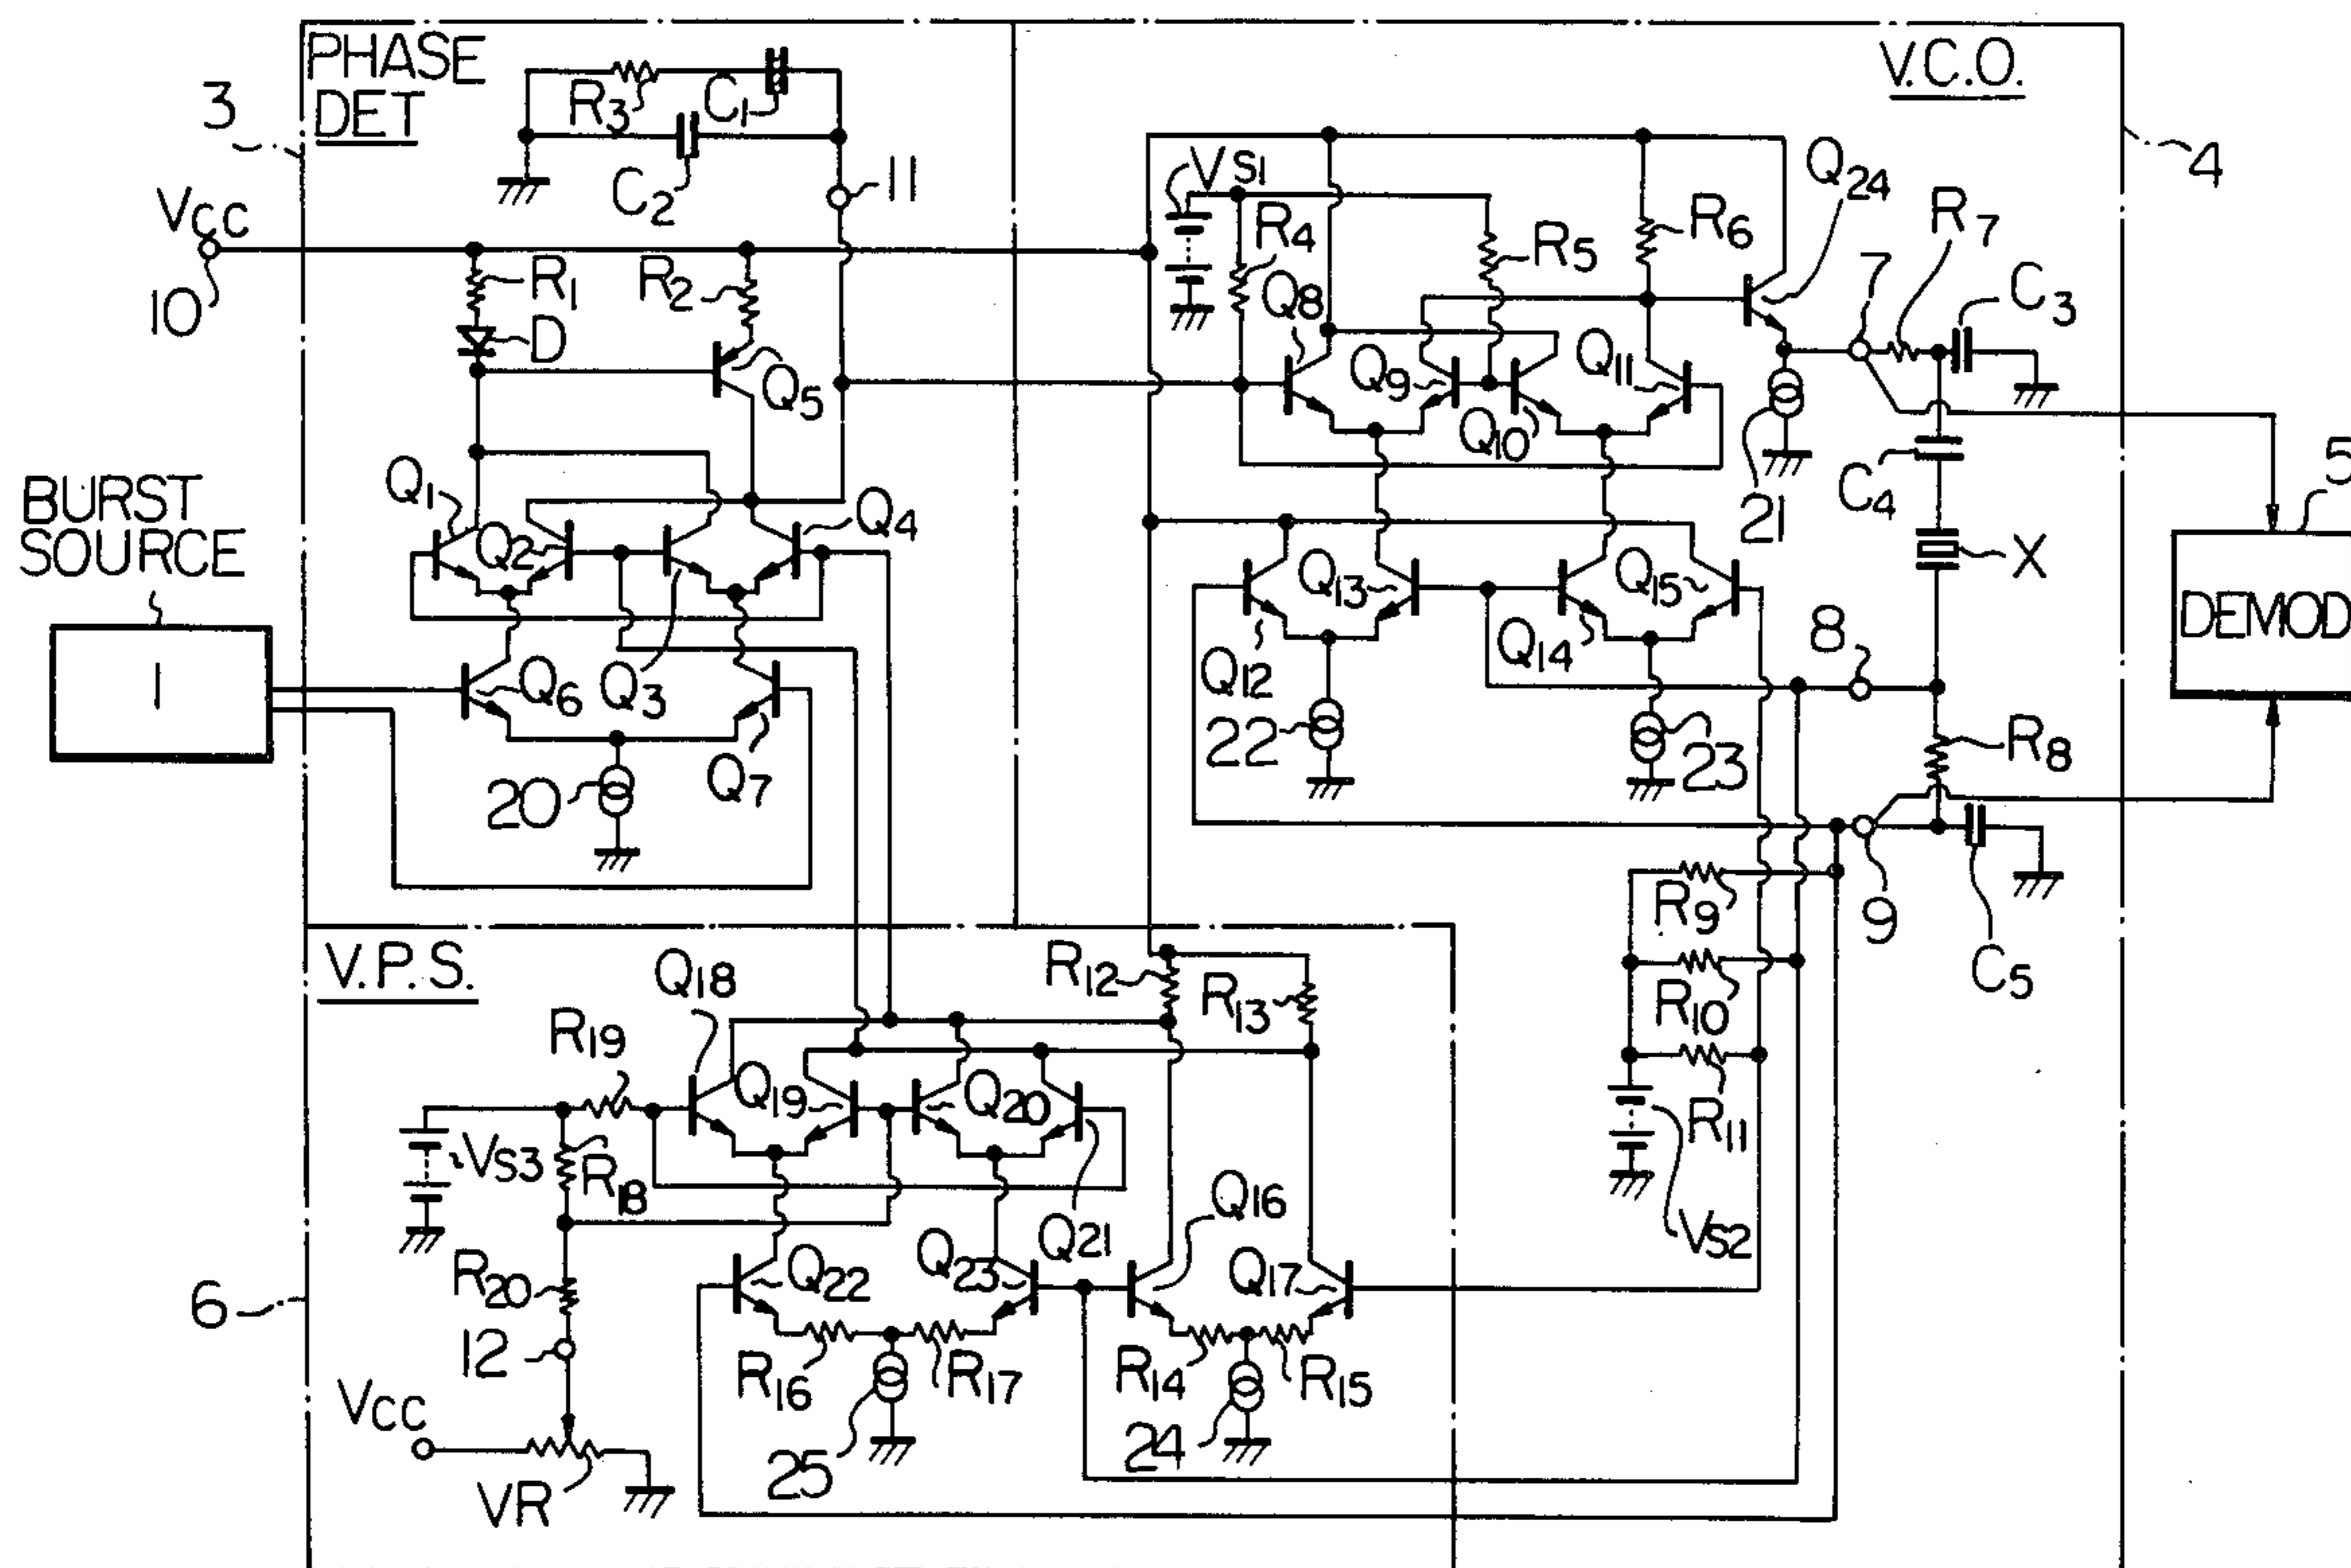 PHASE
DET
V.C.O.
3
R3
C1
C2
11
VCC
10
R1
R2
D
Q5
VS1
R4
Q8
R5
R6
Q24
4
R7
7
C3
Q9
Q10
Q11
21
C4
X
5
DEMOD
BURST
SOURCE
1
Q1
Q2
Q4
Q6
Q3
Q7
20
Q12
Q13
Q14
Q15
8
22
23
R8
9
C5
R9
R10
R11
VS2
V.P.S.
Q18
R12
R13
R19
Q19
Q20
VS3
R18
Q21
Q16
R20
Q22
Q23
Q17
6
12
R16
R17
R14
R15
VCC
25
24
VR